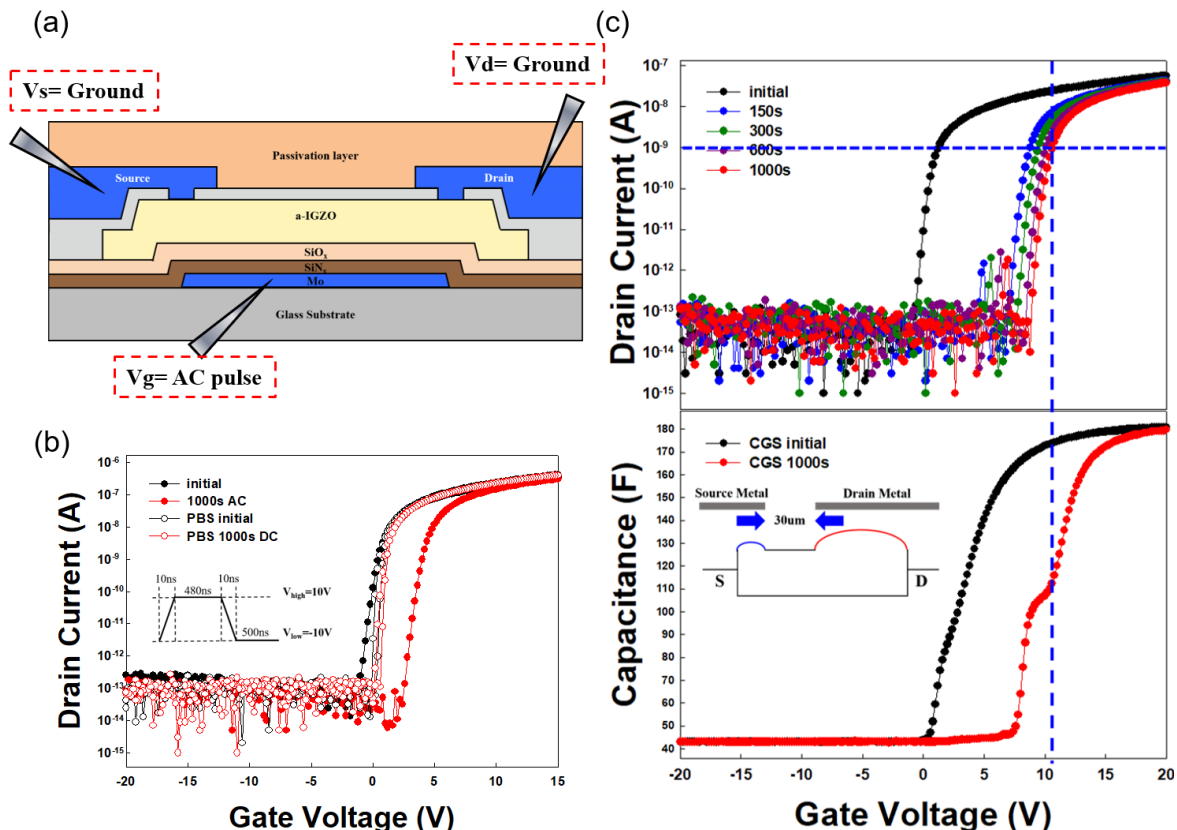 (a)
Vs= Ground
Vd= Ground
Passivation layer
Source
Drain
a-IGZO
SiOx
SiNx
Mo
Glass Substrate
Vg= AC pulse
(b)
Drain Current (A)
10-6
10-7
10-8
10-9
10-10
10-11
10-12
10-13
10-14
10-15
initial
1000s AC
PBS initial
PBS 1000s DC
10ns
480ns
10ns
Vhigh=10V
500ns
Vlow=-10V
-20
-15
-10
-5
0
5
10
15
Gate Voltage (V)
(c)
Drain Current (A)
10-7
10-8
10-9
10-10
10-11
10-12
10-13
10-14
10-15
initial
150s
300s
600s
1000s
Capacitance (F)
180
170
160
150
140
130
120
110
100
90
80
70
60
50
40
CGS initial
CGS 1000s
Source Metal
Drain Metal
30um
S
D
-20
-15
-10
-5
0
5
10
15
20
Gate Voltage (V)